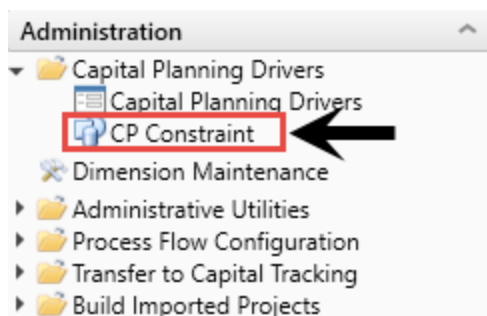 Administration
Capital Planning Drivers
Capital Planning Drivers
CP Constraint
Dimension Maintenance
Administrative Utilities
Process Flow Configuration
Transfer to Capital Tracking
Build Imported Projects